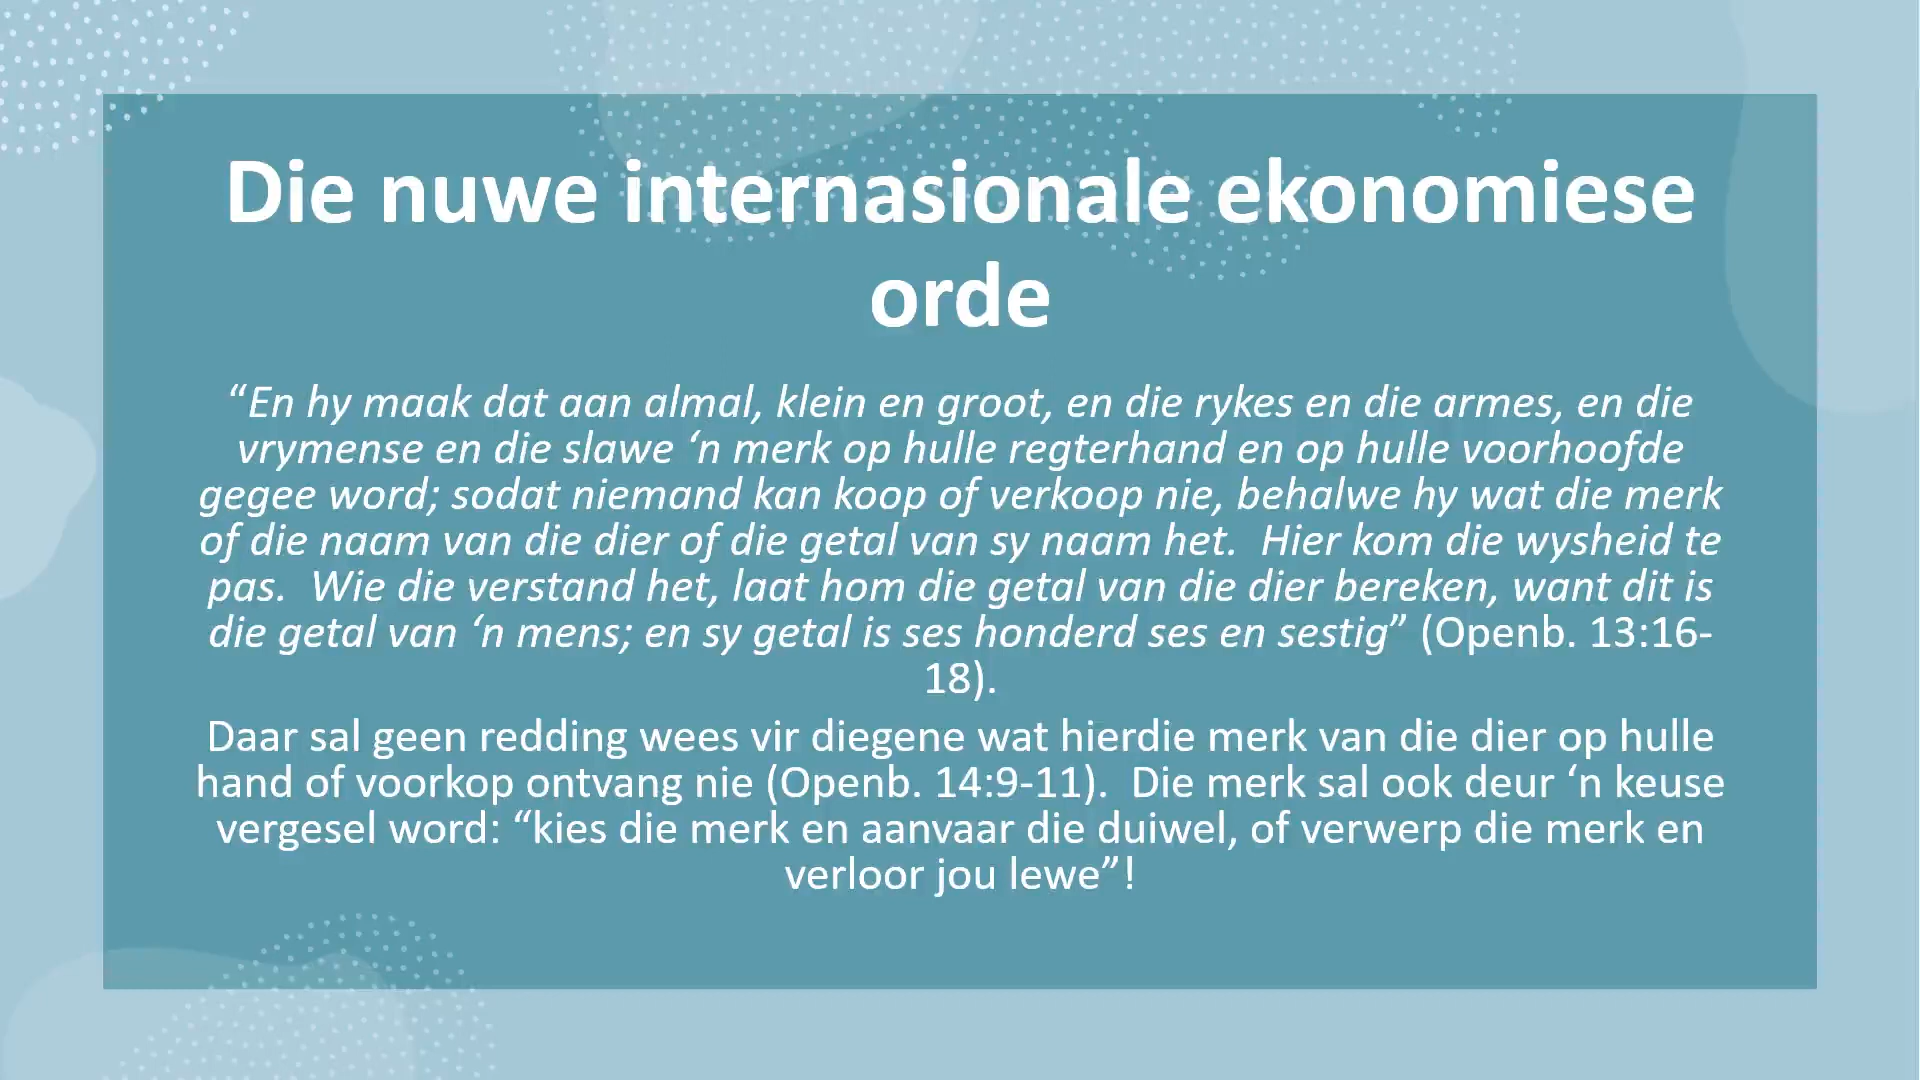 Die nuwe internasionale ekonomiese
orde
“En hy maak dat aan almal, klein en groot, en die rykes en die armes, en die
vrymense en die slawe ‘n merk op hulle regterhand en op hulle voorhoofde
gegee word; sodat niemand kan koop of verkoop nie, behalwe hy wat die merk
of die naam van die dier of die getal van sy naam het.  Hier kom die wysheid te
pas.  Wie die verstand het, laat hom die getal van die dier bereken, want dit is
die getal van ‘n mens; en sy getal is ses honderd ses en sestig” (Openb. 13:16-
18).
Daar sal geen redding wees vir diegene wat hierdie merk van die dier op hulle
hand of voorkop ontvang nie (Openb. 14:9-11).  Die merk sal ook deur ‘n keuse
vergesel word: “kies die merk en aanvaar die duiwel, of verwerp die merk en
verloor jou lewe”!